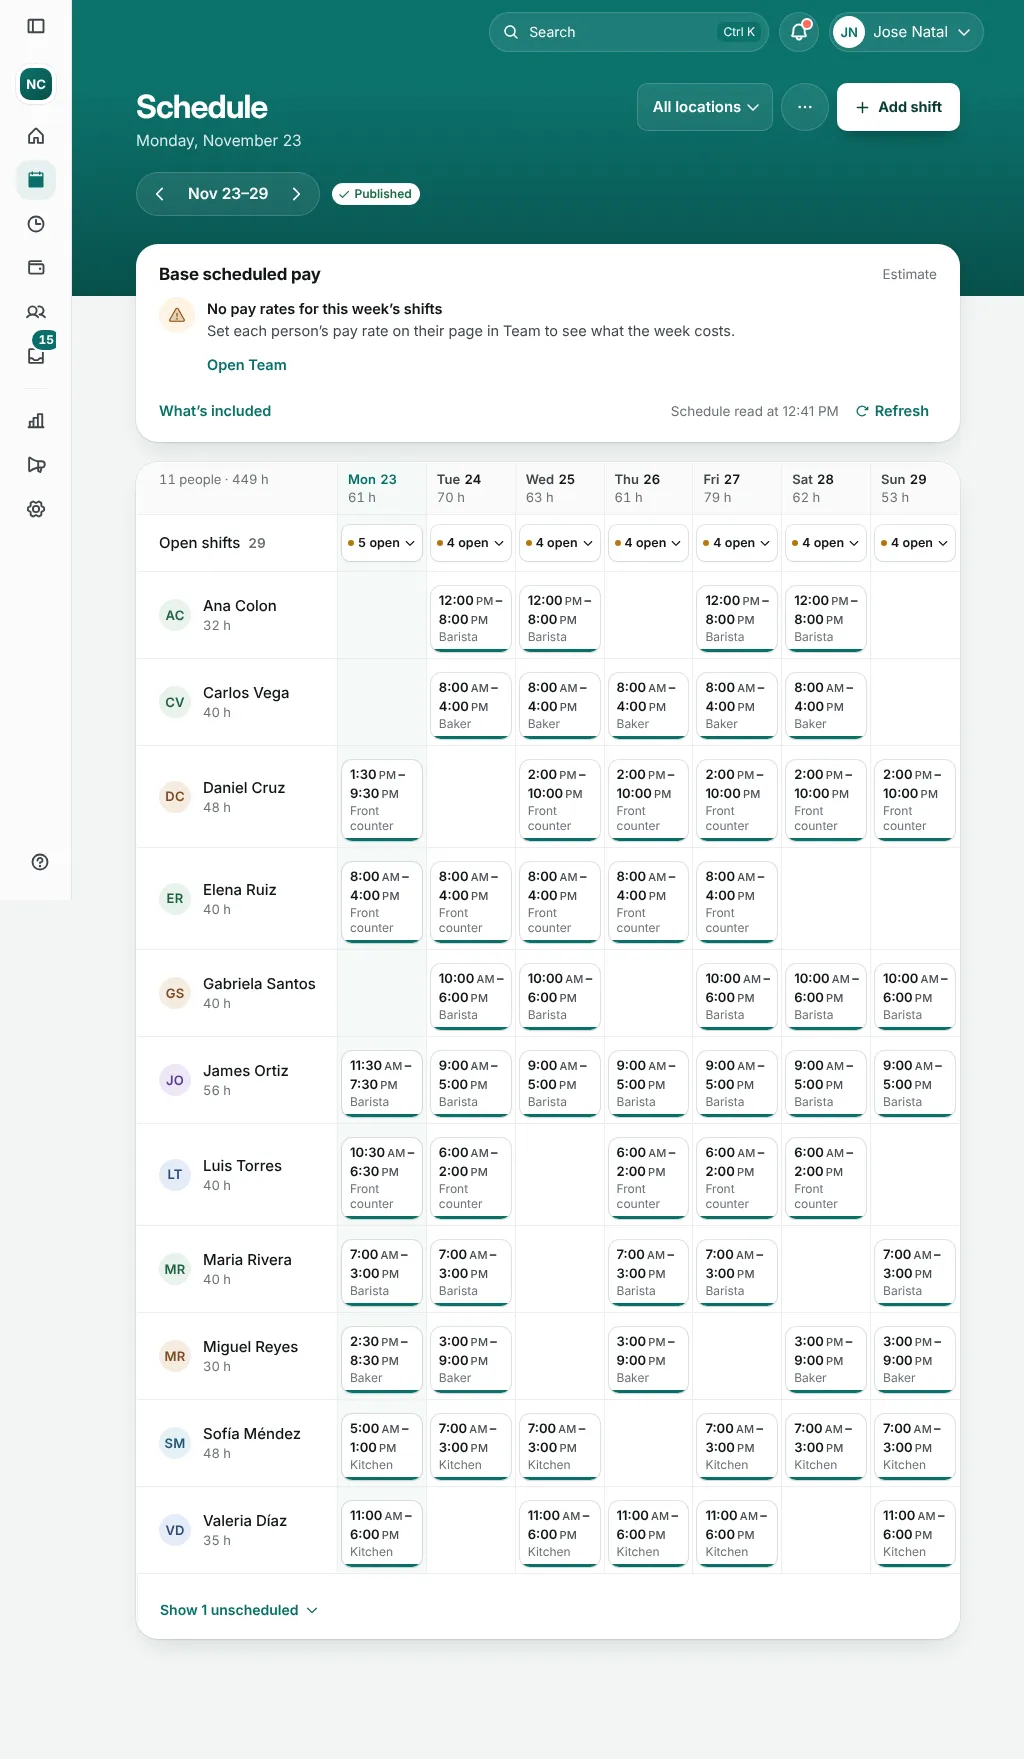 Search
Ctrl K
JN
Jose Natal
NC
15
Schedule
Monday, November 23
All locations
Add shift
Nov 23–29
Published
Base scheduled pay
Estimate
No pay rates for this week’s shifts
Set each person’s pay rate on their page in Team to see what the week costs.
Open Team
What’s included
Schedule read at 12:41 PM
Refresh
11 people · 449 h
Mon 23
61 h
Tue 24
70 h
Wed 25
63 h
Thu 26
61 h
Fri 27
79 h
Sat 28
62 h
Sun 29
53 h
Open shifts 29
5 open
4 open
4 open
4 open
4 open
4 open
4 open
AC
Ana Colon
32 h
12:00 PM –
8:00 PM
Barista
12:00 PM –
8:00 PM
Barista
12:00 PM –
8:00 PM
Barista
12:00 PM –
8:00 PM
Barista
CV
Carlos Vega
40 h
8:00 AM –
4:00 PM
Baker
8:00 AM –
4:00 PM
Baker
8:00 AM –
4:00 PM
Baker
8:00 AM –
4:00 PM
Baker
8:00 AM –
4:00 PM
Baker
DC
Daniel Cruz
48 h
1:30 PM –
9:30 PM
Front
counter
2:00 PM –
10:00 PM
Front
counter
2:00 PM –
10:00 PM
Front
counter
2:00 PM –
10:00 PM
Front
counter
2:00 PM –
10:00 PM
Front
counter
2:00 PM –
10:00 PM
Front
counter
ER
Elena Ruiz
40 h
8:00 AM –
4:00 PM
Front
counter
8:00 AM –
4:00 PM
Front
counter
8:00 AM –
4:00 PM
Front
counter
8:00 AM –
4:00 PM
Front
counter
8:00 AM –
4:00 PM
Front
counter
GS
Gabriela Santos
40 h
10:00 AM –
6:00 PM
Barista
10:00 AM –
6:00 PM
Barista
10:00 AM –
6:00 PM
Barista
10:00 AM –
6:00 PM
Barista
10:00 AM –
6:00 PM
Barista
JO
James Ortiz
56 h
11:30 AM –
7:30 PM
Barista
9:00 AM –
5:00 PM
Barista
9:00 AM –
5:00 PM
Barista
9:00 AM –
5:00 PM
Barista
9:00 AM –
5:00 PM
Barista
9:00 AM –
5:00 PM
Barista
9:00 AM –
5:00 PM
Barista
LT
Luis Torres
40 h
10:30 AM –
6:30 PM
Front
counter
6:00 AM –
2:00 PM
Front
counter
6:00 AM –
2:00 PM
Front
counter
6:00 AM –
2:00 PM
Front
counter
6:00 AM –
2:00 PM
Front
counter
MR
Maria Rivera
40 h
7:00 AM –
3:00 PM
Barista
7:00 AM –
3:00 PM
Barista
7:00 AM –
3:00 PM
Barista
7:00 AM –
3:00 PM
Barista
7:00 AM –
3:00 PM
Barista
MR
Miguel Reyes
30 h
2:30 PM –
8:30 PM
Baker
3:00 PM –
9:00 PM
Baker
3:00 PM –
9:00 PM
Baker
3:00 PM –
9:00 PM
Baker
3:00 PM –
9:00 PM
Baker
SM
Sofía Méndez
48 h
5:00 AM –
1:00 PM
Kitchen
7:00 AM –
3:00 PM
Kitchen
7:00 AM –
3:00 PM
Kitchen
7:00 AM –
3:00 PM
Kitchen
7:00 AM –
3:00 PM
Kitchen
7:00 AM –
3:00 PM
Kitchen
VD
Valeria Díaz
35 h
11:00 AM –
6:00 PM
Kitchen
11:00 AM –
6:00 PM
Kitchen
11:00 AM –
6:00 PM
Kitchen
11:00 AM –
6:00 PM
Kitchen
11:00 AM –
6:00 PM
Kitchen
Show 1 unscheduled